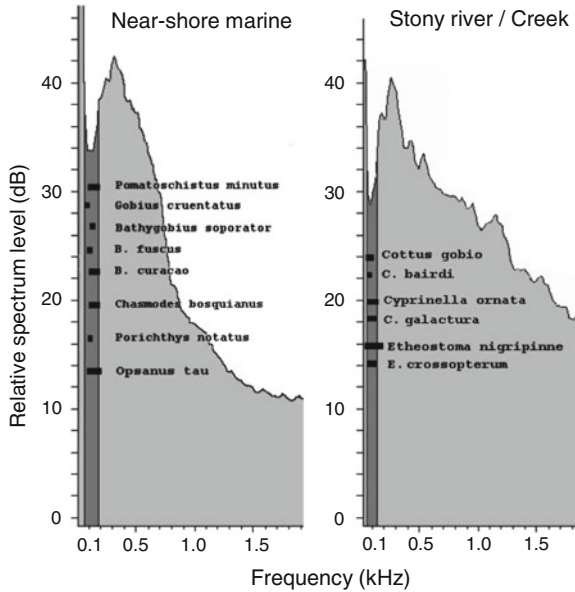 Near-shore marine
Stony river / Creek
Relative spectrum level (dB)
40
30
20
10
0
Pomatoschistus minutus
Gobius cruentatus
Bathygobius soporator
B. fuscus
B. curacao
Chasmodes bosquianus
Porichthys notatus
Opsanus tau
0.1 0.5 1.0 1.5
40
30
20
10
0
Cottus gobio
C. bairdi
Cyprinella ornata
C. galactura
Etheostoma nigripinne
E. crossopterum
0.1 0.5 1.0 1.5
Frequency (kHz)